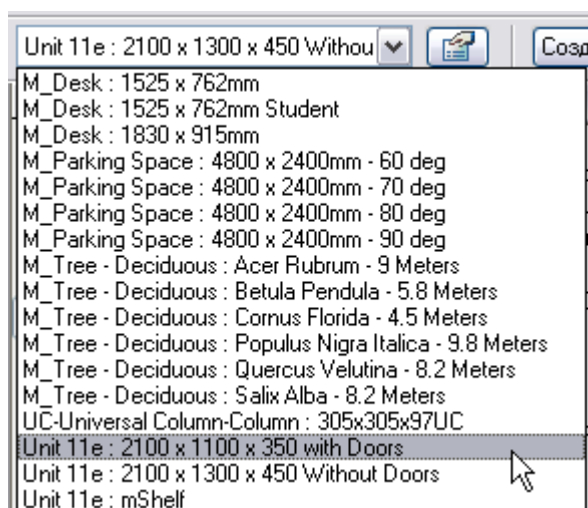 Unit 11e : 2100 x 1300 x 450 Withou Созд
M_Desk : 1525 x 762mm
M_Desk : 1525 x 762mm Student
M_Desk : 1830 x 915mm
M_Parking Space : 4800 x 2400mm - 60 deg
M_Parking Space : 4800 x 2400mm - 70 deg
M_Parking Space : 4800 x 2400mm - 80 deg
M_Parking Space : 4800 x 2400mm - 90 deg
M_Tree - Deciduous : Acer Rubrum - 9 Meters
M_Tree - Deciduous : Betula Pendula - 5.8 Meters
M_Tree - Deciduous : Cornus Florida - 4.5 Meters
M_Tree - Deciduous : Populus Nigra Italica - 9.8 Meters
M_Tree - Deciduous : Quercus Velutina - 8.2 Meters
M_Tree - Deciduous : Salix Alba - 8.2 Meters
UC-Universal Column-Column : 305x305x97UC
Unit 11e : 2100 x 1100 x 350 with Doors
Unit 11e : 2100 x 1300 x 450 Without Doors
Unit 11e : mShelf